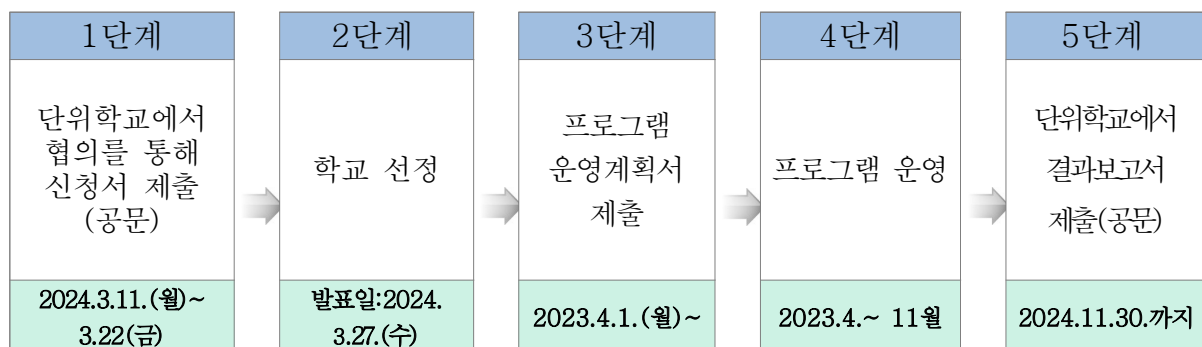 1단계
단위학교에서
협의를 통해
신청서 제출
(공문)
2024.3.11.(월)~
3.22(금)
2단계
학교 선정
발표일:2024.
3.27.(수)
3단계
프로그램
운영계획서
제출
2023.4.1.(월)~
4단계
프로그램 운영
2023.4.~ 11월
5단계
단위학교에서
결과보고서
제출(공문)
2024.11.30.까지